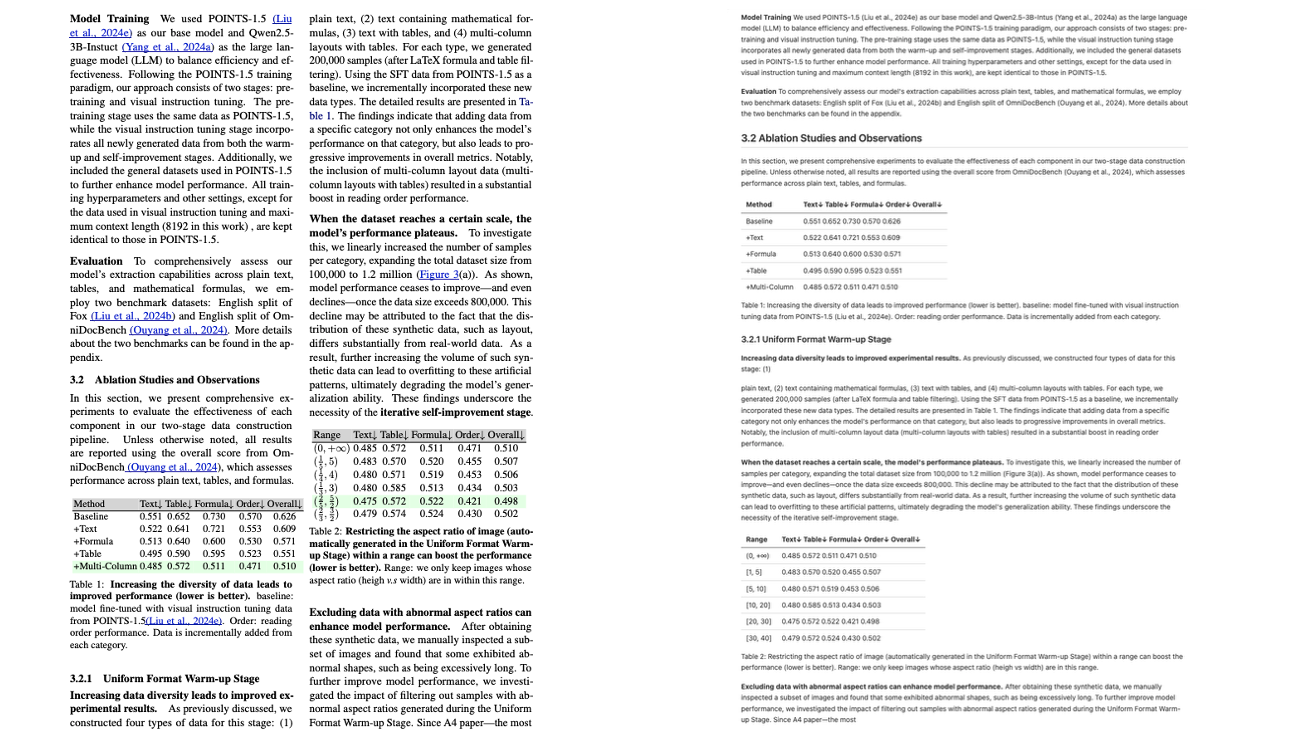 Model Training We used POINTS-1.5 (Liu
et al., 2024e) as our base model and Qwen2.5-
3B-Instuct (Yang et al., 2024a) as the large lan-
guage model (LLM) to balance efficiency and ef-
fectiveness. Following the POINTS-1.5 training
paradigm, our approach consists of two stages: pre-
training and visual instruction tuning. The pre-
training stage uses the same data as POINTS-1.5,
while the visual instruction tuning stage incorpo-
rates all newly generated data from both the warm-
up and self-improvement stages. Additionally, we
included the general datasets used in POINTS-1.5
to further enhance model performance. All train-
ing hyperparameters and other settings, except for
the data used in visual instruction tuning and maxi-
mum context length (8192 in this work) , are kept
identical to those in POINTS-1.5.
Evaluation To comprehensively assess our
model's extraction capabilities across plain text,
tables, and mathematical formulas, we em-
ploy two benchmark datasets: English split of
Fox (Liu et al., 2024b) and English split of Om-
niDocBench (Ouyang et al., 2024). More details
about the two benchmarks can be found in the ap-
pendix.
3.2 Ablation Studies and Observations
In this section, we present comprehensive ex-
periments to evaluate the effectiveness of each
component in our two-stage data construction
pipeline. Unless otherwise noted, all results
are reported using the overall score from Om-
niDocBench (Ouyang et al., 2024), which assesses
performance across plain text, tables, and formulas.
Method Text↓ Table↓ Formula↓ Order↓ Overall↓
Baseline 0.551 0.652 0.730 0.570 0.626
+Text 0.522 0.641 0.721 0.553 0.609
+Formula 0.513 0.640 0.600 0.530 0.571
+Table 0.495 0.590 0.595 0.523 0.551
+Multi-Column 0.485 0.572 0.511 0.471 0.510
Table 1: Increasing the diversity of data leads to
improved performance (lower is better). baseline:
model fine-tuned with visual instruction tuning data
from POINTS-1.5(Liu et al., 2024e). Order: reading
order performance. Data is incrementally added from
each category.
3.2.1 Uniform Format Warm-up Stage
Increasing data diversity leads to improved ex-
perimental results. As previously discussed, we
constructed four types of data for this stage: (1)
plain text, (2) text containing mathematical for-
mulas, (3) text with tables, and (4) multi-column
layouts with tables. For each type, we generated
200,000 samples (after LaTeX formula and table fil-
tering). Using the SFT data from POINTS-1.5 as a
baseline, we incrementally incorporated these new
data types. The detailed results are presented in Ta-
ble 1. The findings indicate that adding data from
a specific category not only enhances the model's
performance on that category, but also leads to pro-
gressive improvements in overall metrics. Notably,
the inclusion of multi-column layout data (multi-
column layouts with tables) resulted in a substantial
boost in reading order performance.
When the dataset reaches a certain scale, the
model's performance plateaus. To investigate
this, we linearly increased the number of samples
per category, expanding the total dataset size from
100,000 to 1.2 million (Figure 3(a)). As shown,
model performance ceases to improve—and even
declines—once the data size exceeds 800,000. This
decline may be attributed to the fact that the dis-
tribution of these synthetic data, such as layout,
differs substantially from real-world data. As a
result, further increasing the volume of such syn-
thetic data can lead to overfitting to these artificial
patterns, ultimately degrading the model's gener-
alization ability. These findings underscore the
necessity of the iterative self-improvement stage.
Range Text↓ Table↓ Formula↓ Order↓ Overall↓
(0, +∞) 0.485 0.572 0.511 0.471 0.510
(1/5, 5) 0.483 0.570 0.520 0.455 0.507
(1/4, 4) 0.480 0.571 0.519 0.453 0.506
(1/3, 3) 0.480 0.585 0.513 0.434 0.503
(2/5, 5/2) 0.475 0.572 0.522 0.421 0.498
(2/3, 3/2) 0.479 0.574 0.524 0.430 0.502
Table 2: Restricting the aspect ratio of image (auto-
matically generated in the Uniform Format Warm-
up Stage) within a range can boost the performance
(lower is better). Range: we only keep images whose
aspect ratio (heigh v.s width) are in within this range.
Excluding data with abnormal aspect ratios can
enhance model performance. After obtaining
these synthetic data, we manually inspected a sub-
set of images and found that some exhibited ab-
normal shapes, such as being excessively long. To
further improve model performance, we investi-
gated the impact of filtering out samples with ab-
normal aspect ratios generated during the Uniform
Format Warm-up Stage. Since A4 paper—the most
Model Training We used POINTS-1.5 (Liu et al., 2024e) as our base model and Qwen2.5-3B-Intus (Yang et al., 2024a) as the large language
model (LLM) to balance efficiency and effectiveness. Following the POINTS-1.5 training paradigm, our approach consists of two stages: pre-
training and visual instruction tuning. The pre-training stage uses the same data as POINTS-1.5, while the visual instruction tuning stage
incorporates all newly generated data from both the warm-up and self-improvement stages. Additionally, we included the general datasets
used in POINTS-1.5 to further enhance model performance. All training hyperparameters and other settings, except for the data used in
visual instruction tuning and maximum context length (8192 in this work), are kept identical to those in POINTS-1.5.
Evaluation To comprehensively assess our model's extraction capabilities across plain text, tables, and mathematical formulas, we employ
two benchmark datasets: English split of Fox (Liu et al., 2024b) and English split of OmniDocBench (Ouyang et al., 2024). More details about
the two benchmarks can be found in the appendix.
3.2 Ablation Studies and Observations
In this section, we present comprehensive experiments to evaluate the effectiveness of each component in our two-stage data construction
pipeline. Unless otherwise noted, all results are reported using the overall score from OmniDocBench (Ouyang et al., 2024), which assesses
performance across plain text, tables, and formulas.
Method Text↓ Table↓ Formula↓ Order↓ Overall↓
Baseline 0.551 0.652 0.730 0.570 0.626
+Text 0.522 0.641 0.721 0.553 0.609
+Formula 0.513 0.640 0.600 0.530 0.571
+Table 0.495 0.590 0.595 0.523 0.551
+Multi-Column 0.485 0.572 0.511 0.471 0.510
Table 1: Increasing the diversity of data leads to improved performance (lower is better). baseline: model fine-tuned with visual instruction
tuning data from POINTS-1.5 (Liu et al., 2024e). Order: reading order performance. Data is incrementally added from each category.
3.2.1 Uniform Format Warm-up Stage
Increasing data diversity leads to improved experimental results. As previously discussed, we constructed four types of data for this
stage: (1)
plain text, (2) text containing mathematical formulas, (3) text with tables, and (4) multi-column layouts with tables. For each type, we
generated 200,000 samples (after LaTeX formula and table filtering). Using the SFT data from POINTS-1.5 as a baseline, we incrementally
incorporated these new data types. The detailed results are presented in Table 1. The findings indicate that adding data from a specific
category not only enhances the model's performance on that category, but also leads to progressive improvements in overall metrics.
Notably, the inclusion of multi-column layout data (multi-column layouts with tables) resulted in a substantial boost in reading order
performance.
When the dataset reaches a certain scale, the model's performance plateaus. To investigate this, we linearly increased the number of
samples per category, expanding the total dataset size from 100,000 to 1.2 million (Figure 3(a)). As shown, model performance ceases to
improve—and even declines—once the data size exceeds 800,000. This decline may be attributed to the fact that the distribution of these
synthetic data, such as layout, differs substantially from real-world data. As a result, further increasing the volume of such synthetic data
can lead to overfitting to these artificial patterns, ultimately degrading the model's generalization ability. These findings underscore the
necessity of the iterative self-improvement stage.
Range Text↓ Table↓ Formula↓ Order↓ Overall↓
(0, +∞) 0.485 0.572 0.511 0.471 0.510
[1, 5] 0.483 0.570 0.520 0.455 0.507
[5, 10] 0.480 0.571 0.519 0.453 0.506
[10, 20] 0.480 0.585 0.513 0.434 0.503
[20, 30] 0.475 0.572 0.522 0.421 0.498
[30, 40] 0.479 0.572 0.524 0.430 0.502
Table 2: Restricting the aspect ratio of image (automatically generated in the Uniform Format Warm-up Stage) within a range can boost the
performance (lower is better). Range: we only keep images whose aspect ratio (heigh vs width) are in this range.
Excluding data with abnormal aspect ratios can enhance model performance. After obtaining these synthetic data, we manually
inspected a subset of images and found that some exhibited abnormal shapes, such as being excessively long. To further improve model
performance, we investigated the impact of filtering out samples with abnormal aspect ratios generated during the Uniform Format Warm-
up Stage. Since A4 paper—the most